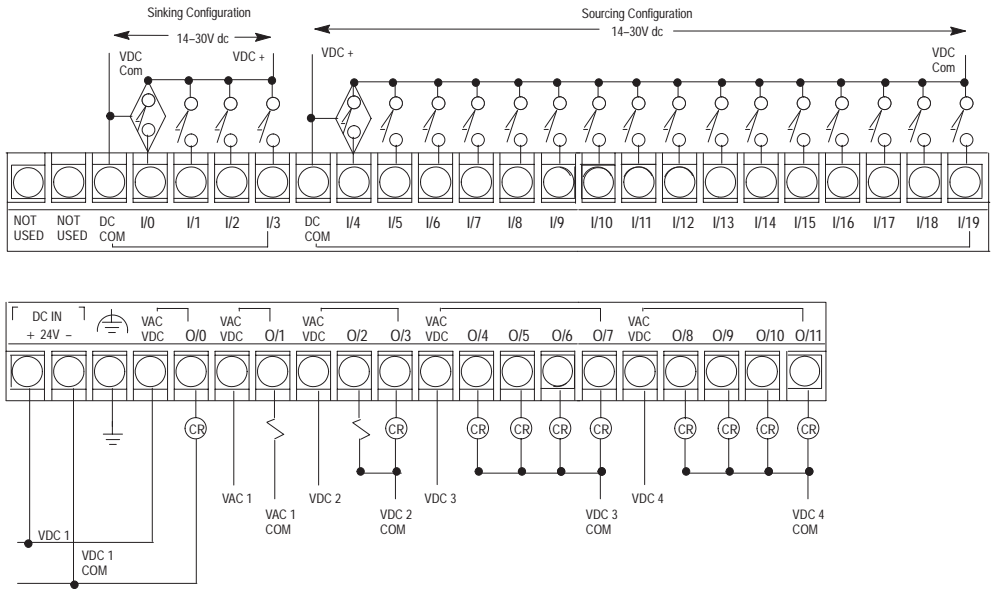 Sinking Configuration
14–30V dc
Sourcing Configuration
14–30V dc
VDC
Com
VDC +
VDC +
VDC
Com
NOT
USED
NOT
USED
DC
COM
I/0
I/1
I/2
I/3
DC
COM
I/4
I/5
I/6
I/7
I/8
I/9
I/10
I/11
I/12
I/13
I/14
I/15
I/16
I/17
I/18
I/19
DC IN
+ 24V –
VAC
VDC
O/0
VAC
VDC
O/1
VAC
VDC
O/2
O/3
VAC
VDC
O/4
O/5
O/6
O/7
VAC
VDC
O/8
O/9
O/10
O/11
CR
CR
CR
CR
CR
CR
CR
CR
CR
CR
VAC 1
VAC 1
COM
VDC 2
VDC 2
COM
VDC 3
VDC 3
COM
VDC 4
VDC 4
COM
VDC 1
VDC 1
COM